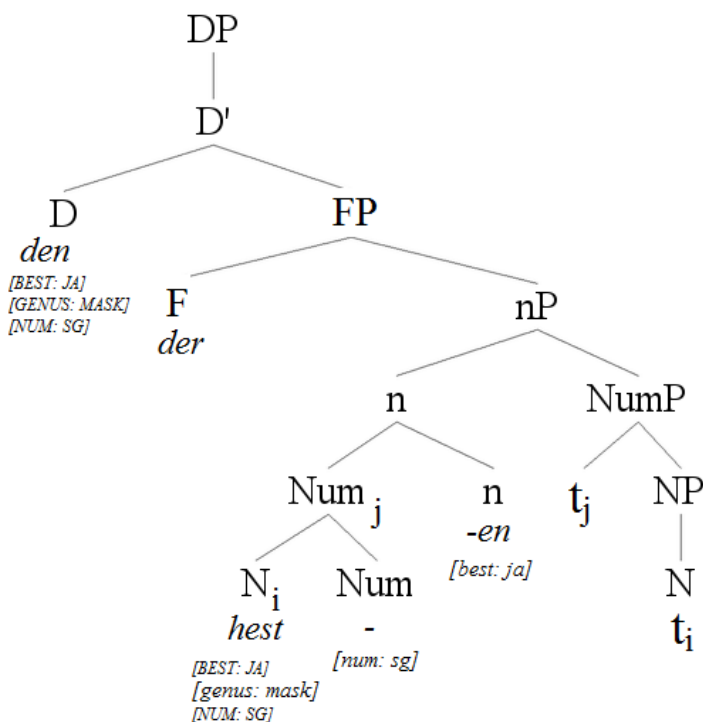 DP
D'
D FP
den
[BEST: JA]
[GENUS: MASK]
[NUM: SG]
F nP
der
n NumP
Numj n tj NP
-en
[best: ja]
Ni Num N
hest - ti
[BEST: JA] [num: sg]
[genus: mask]
[NUM: SG]